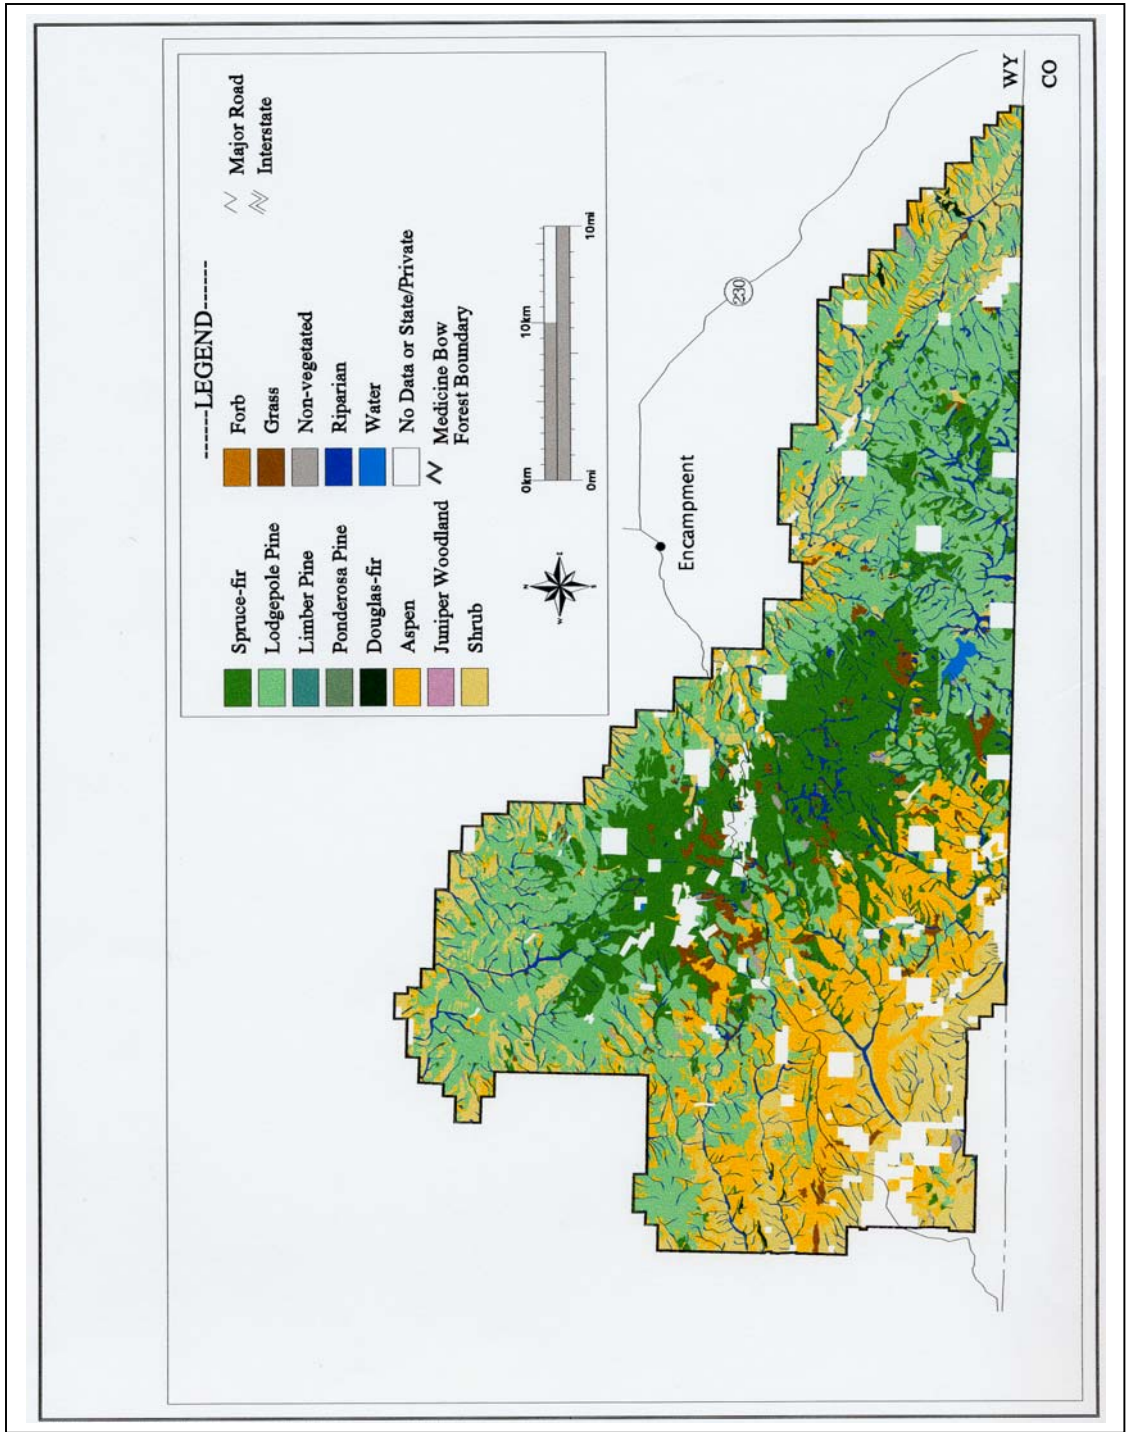 ------LEGEND------
Spruce-fir
Lodgepole Pine
Limber Pine
Ponderosa Pine
Douglas-fir
Aspen
Juniper Woodland
Shrub
Forb
Grass
Non-vegetated
Riparian
Water
No Data or State/Private
Medicine Bow
Forest Boundary
Major Road
Interstate
N
W
E
S
0km
10km
0mi
10mi
Encampment
230
WY
CO